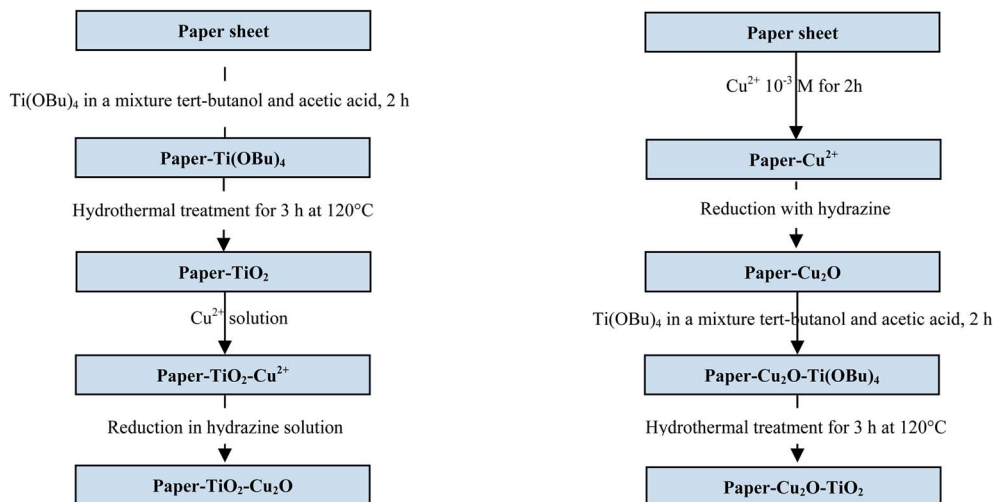 Paper sheet
Ti(OBu)₄ in a mixture tert-butanol and acetic acid, 2 h
Paper-Ti(OBu)₄
Hydrothermal treatment for 3 h at 120°C
Paper-TiO₂
Cu²⁺ solution
Paper-TiO₂-Cu²⁺
Reduction in hydrazine solution
Paper-TiO₂-Cu₂O
Paper sheet
Cu²⁺ 10⁻³ M for 2h
Paper-Cu²⁺
Reduction with hydrazine
Paper-Cu₂O
Ti(OBu)₄ in a mixture tert-butanol and acetic acid, 2 h
Paper-Cu₂O-Ti(OBu)₄
Hydrothermal treatment for 3 h at 120°C
Paper-Cu₂O-TiO₂